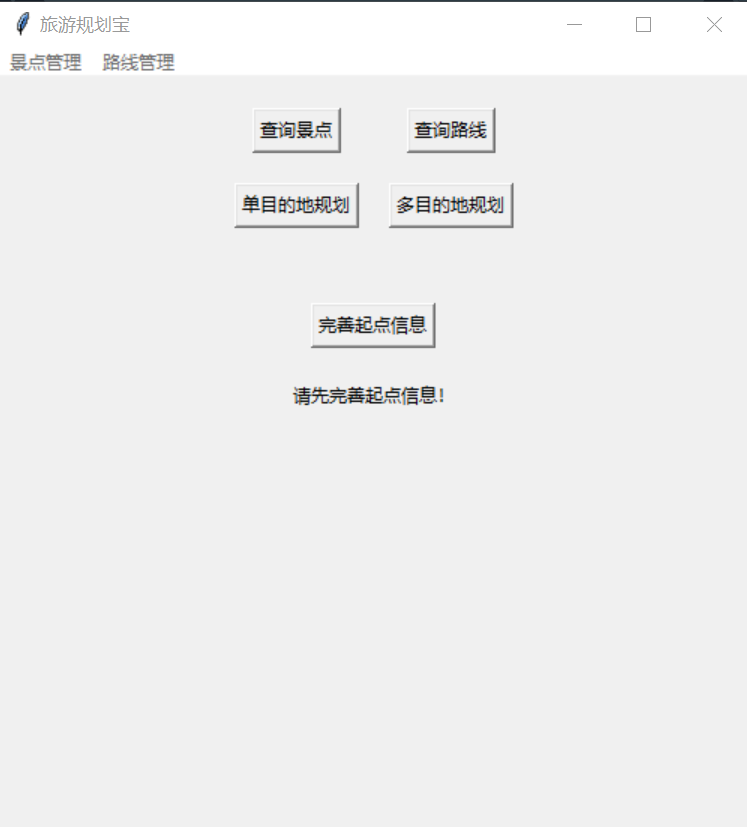 旅游规划宝
景点管理 路线管理
查询景点 查询路线
单目的地规划 多目的地规划
完善起点信息
请先完善起点信息！